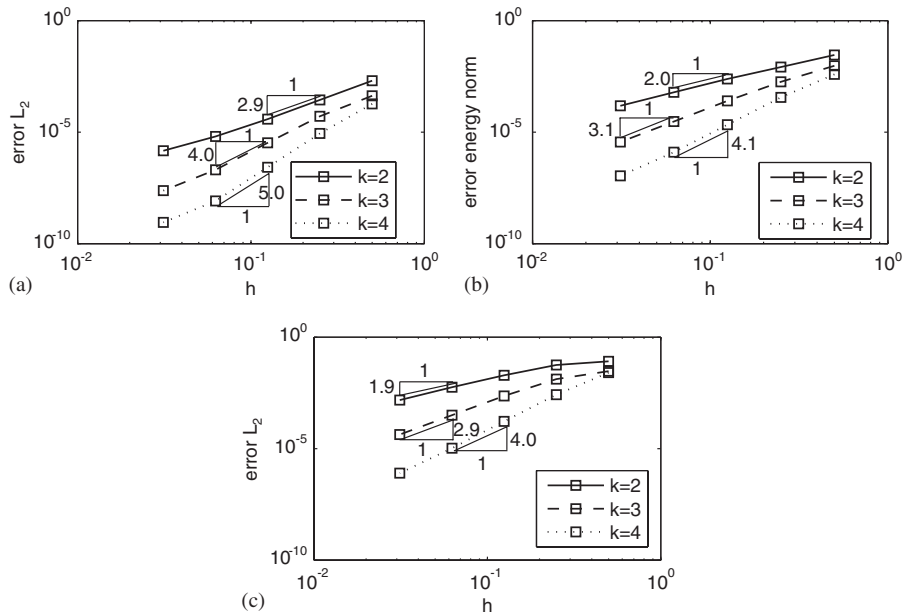 10^0
10^-5
10^-10
error L_2
1
2.9
1
4.0
5.0
1
k=2
k=3
k=4
10^-2
10^-1
10^0
h
(a)
10^0
10^-5
10^-10
error energy norm
1
2.0
1
3.1
4.1
1
k=2
k=3
k=4
10^-2
10^-1
10^0
h
(b)
10^0
10^-5
10^-10
error L_2
1
1.9
2.9
1
4.0
1
k=2
k=3
k=4
10^-2
10^-1
10^0
h
(c)